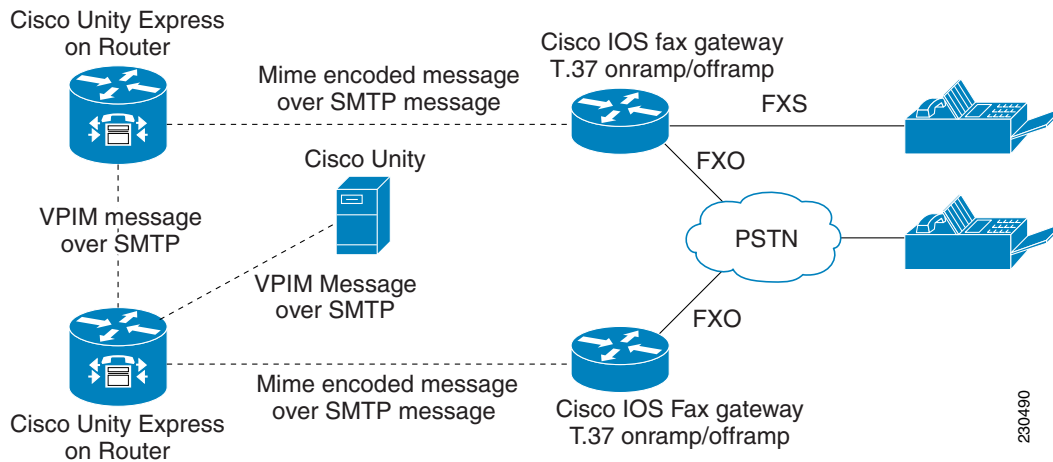 Cisco Unity Express
on Router
Cisco IOS fax gateway
T.37 onramp/offramp
Mime encoded message
over SMTP message
FXS
Cisco Unity
FXO
VPIM message
over SMTP
PSTN
VPIM Message
over SMTP
FXO
Mime encoded message
over SMTP message
Cisco Unity Express
on Router
Cisco IOS Fax gateway
T.37 onramp/offramp
230490